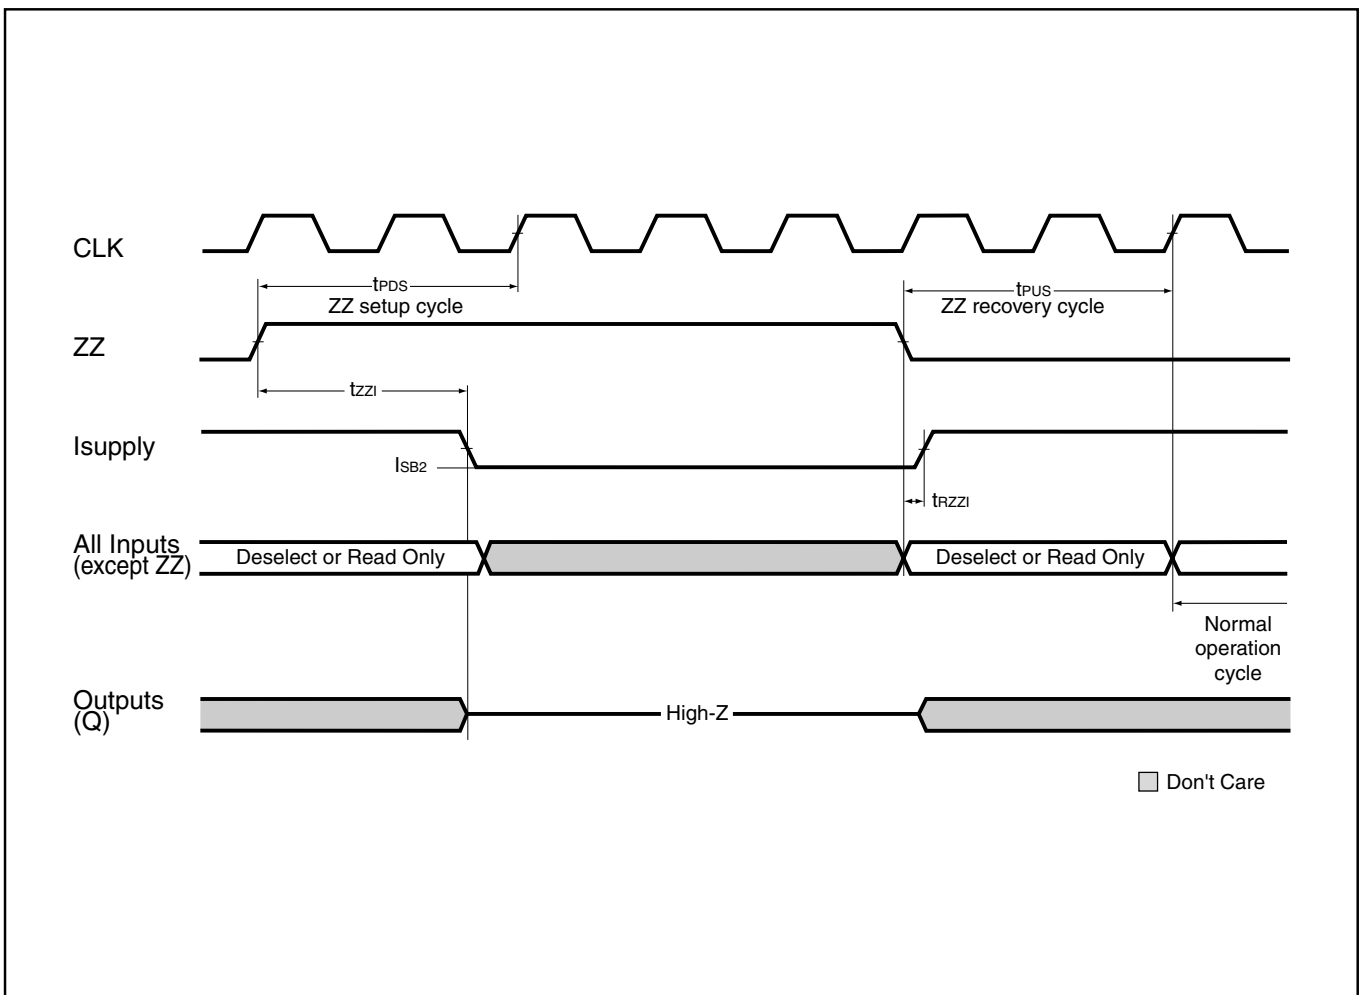 CLK
tPDS
ZZ setup cycle
tPUS
ZZ recovery cycle
ZZ
tZZI
Isupply
ISB2
tRZZI
All Inputs
(except ZZ)
Deselect or Read Only
Deselect or Read Only
Normal
operation
cycle
Outputs
(Q)
High-Z
Don't Care